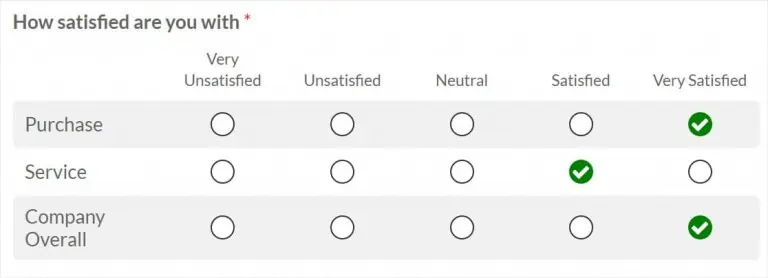 How satisfied are you with *
Very
Unsatisfied Unsatisfied Neutral Satisfied Very Satisfied
Purchase
Service
Company
Overall